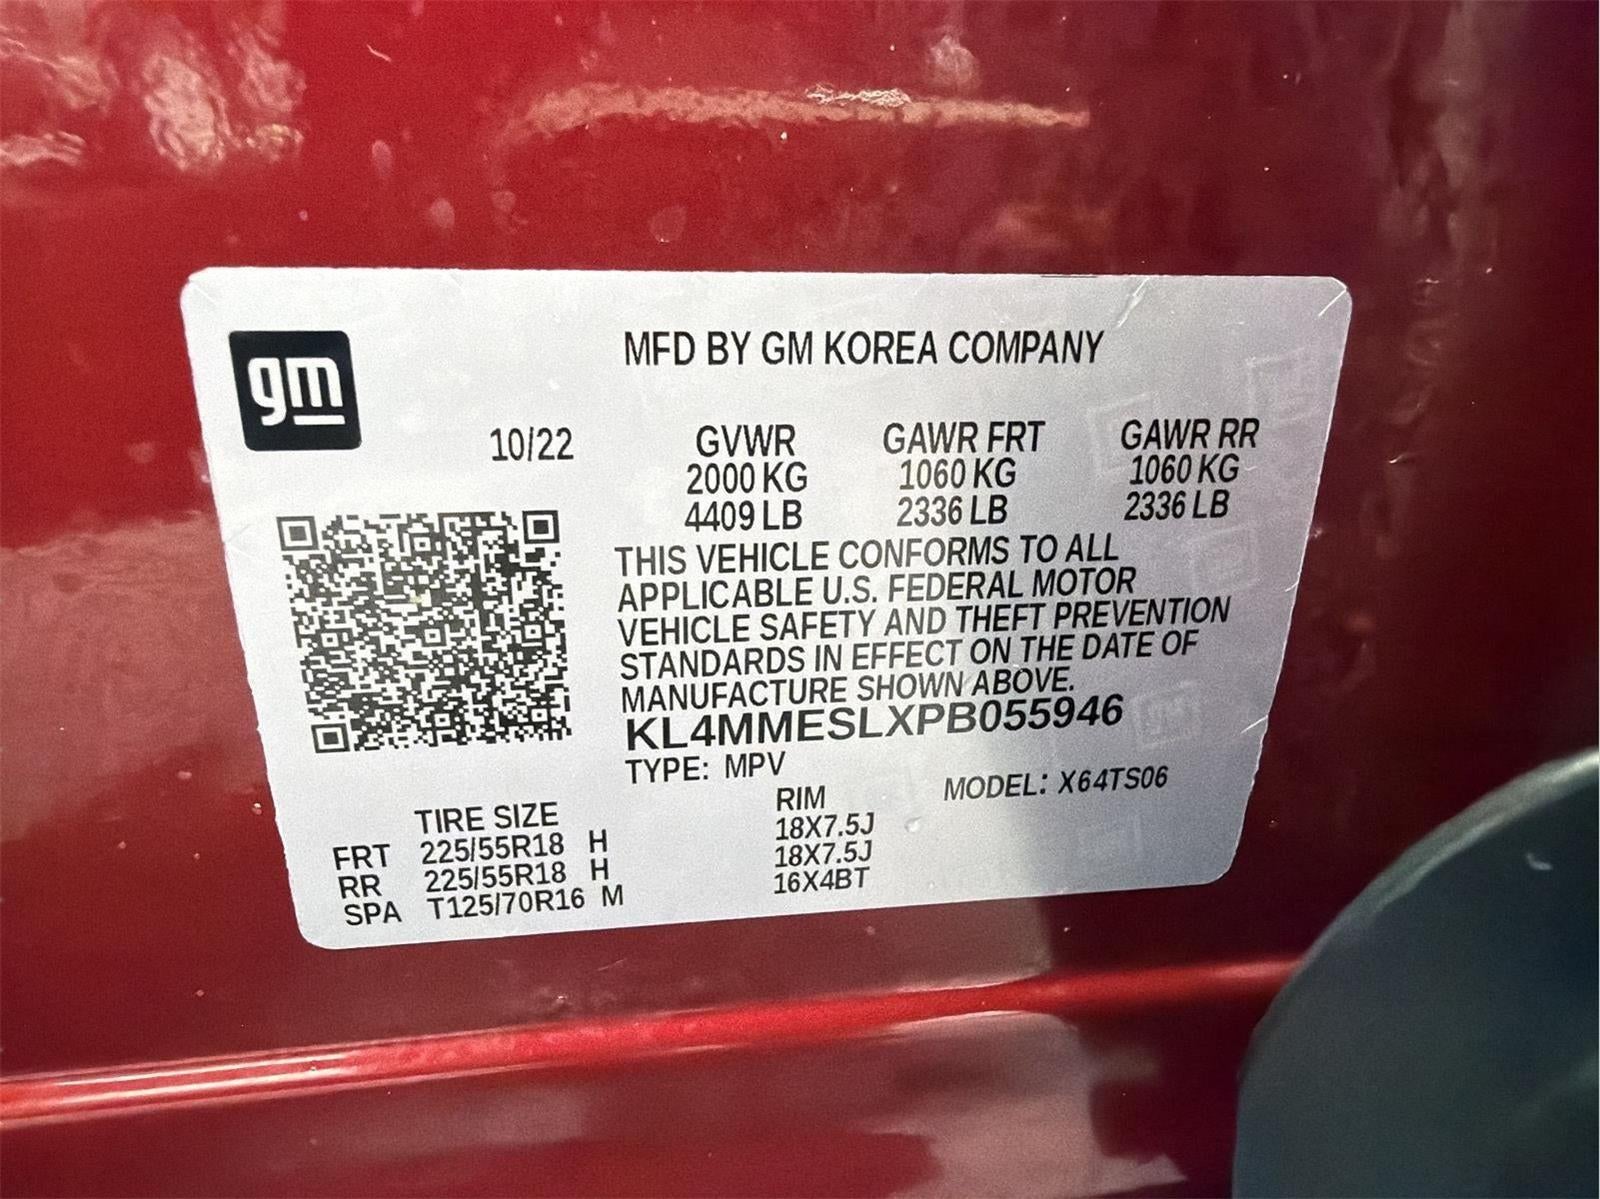 gm
MFD BY GM KOREA COMPANY
10/22 GVWR GAWR FRT GAWR RR
2000 KG 1060 KG 1060 KG
4409 LB 2336 LB 2336 LB
THIS VEHICLE CONFORMS TO ALL
APPLICABLE U.S. FEDERAL MOTOR
VEHICLE SAFETY AND THEFT PREVENTION
STANDARDS IN EFFECT ON THE DATE OF
MANUFACTURE SHOWN ABOVE.
KL4MMESLXPB055946
TYPE: MPV MODEL: X64TS06
TIRE SIZE RIM
FRT 225/55R18 H 18X7.5J
RR 225/55R18 H 18X7.5J
SPA T125/70R16 M 16X4BT